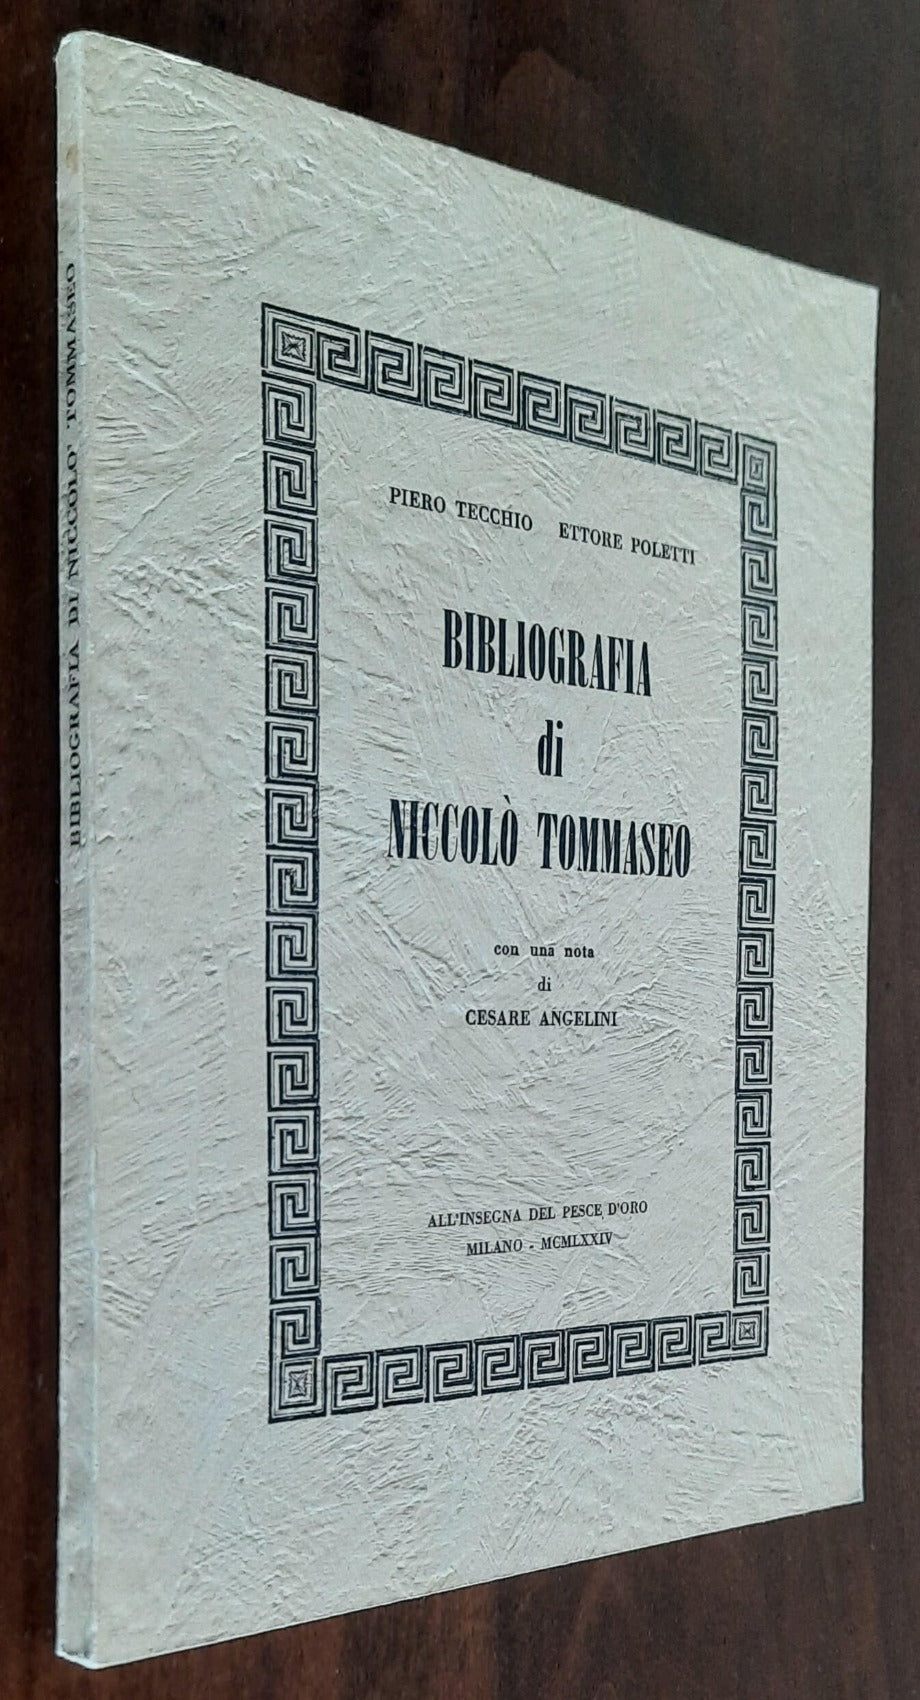 BIBLIOGRAFIA DI NICCOLO' TOMMASEO
PIERO TECCHIO ETTORE POLETTI
BIBLIOGRAFIA
di
NICCOLÒ TOMMASEO
con una nota
di
CESARE ANGELINI
ALL'INSEGNA DEL PESCE D'ORO
MILANO - MCMLXXIV